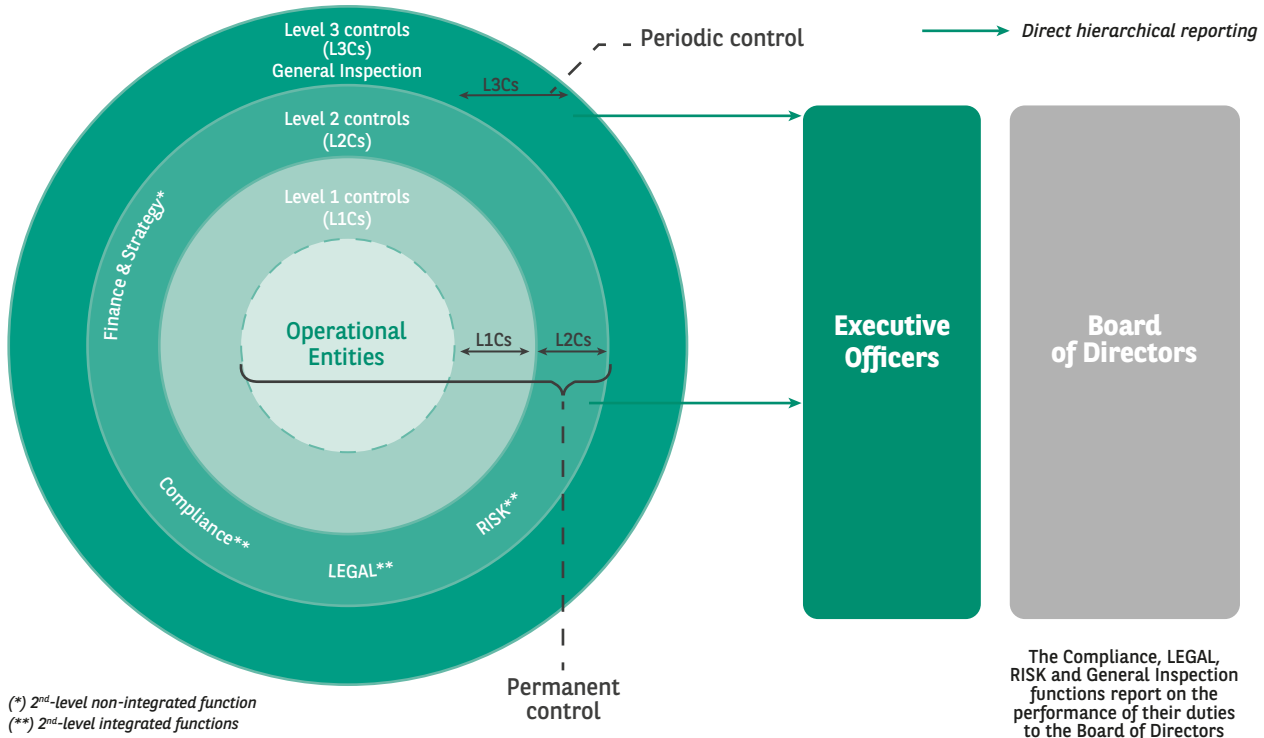 Level 3 controls
(L3Cs)
General Inspection
Periodic control
Direct hierarchical reporting
L3Cs
Level 2 controls
(L2Cs)
Level 1 controls
(L1Cs)
Finance & Strategy*
Operational
Entities
L1Cs
L2Cs
Executive
Officers
Board
of Directors
Compliance**
LEGAL**
RISK**
Permanent
control
(*) 2nd-level non-integrated function
(**) 2nd-level integrated functions
The Compliance, LEGAL,
RISK and General Inspection
functions report on the
performance of their duties
to the Board of Directors